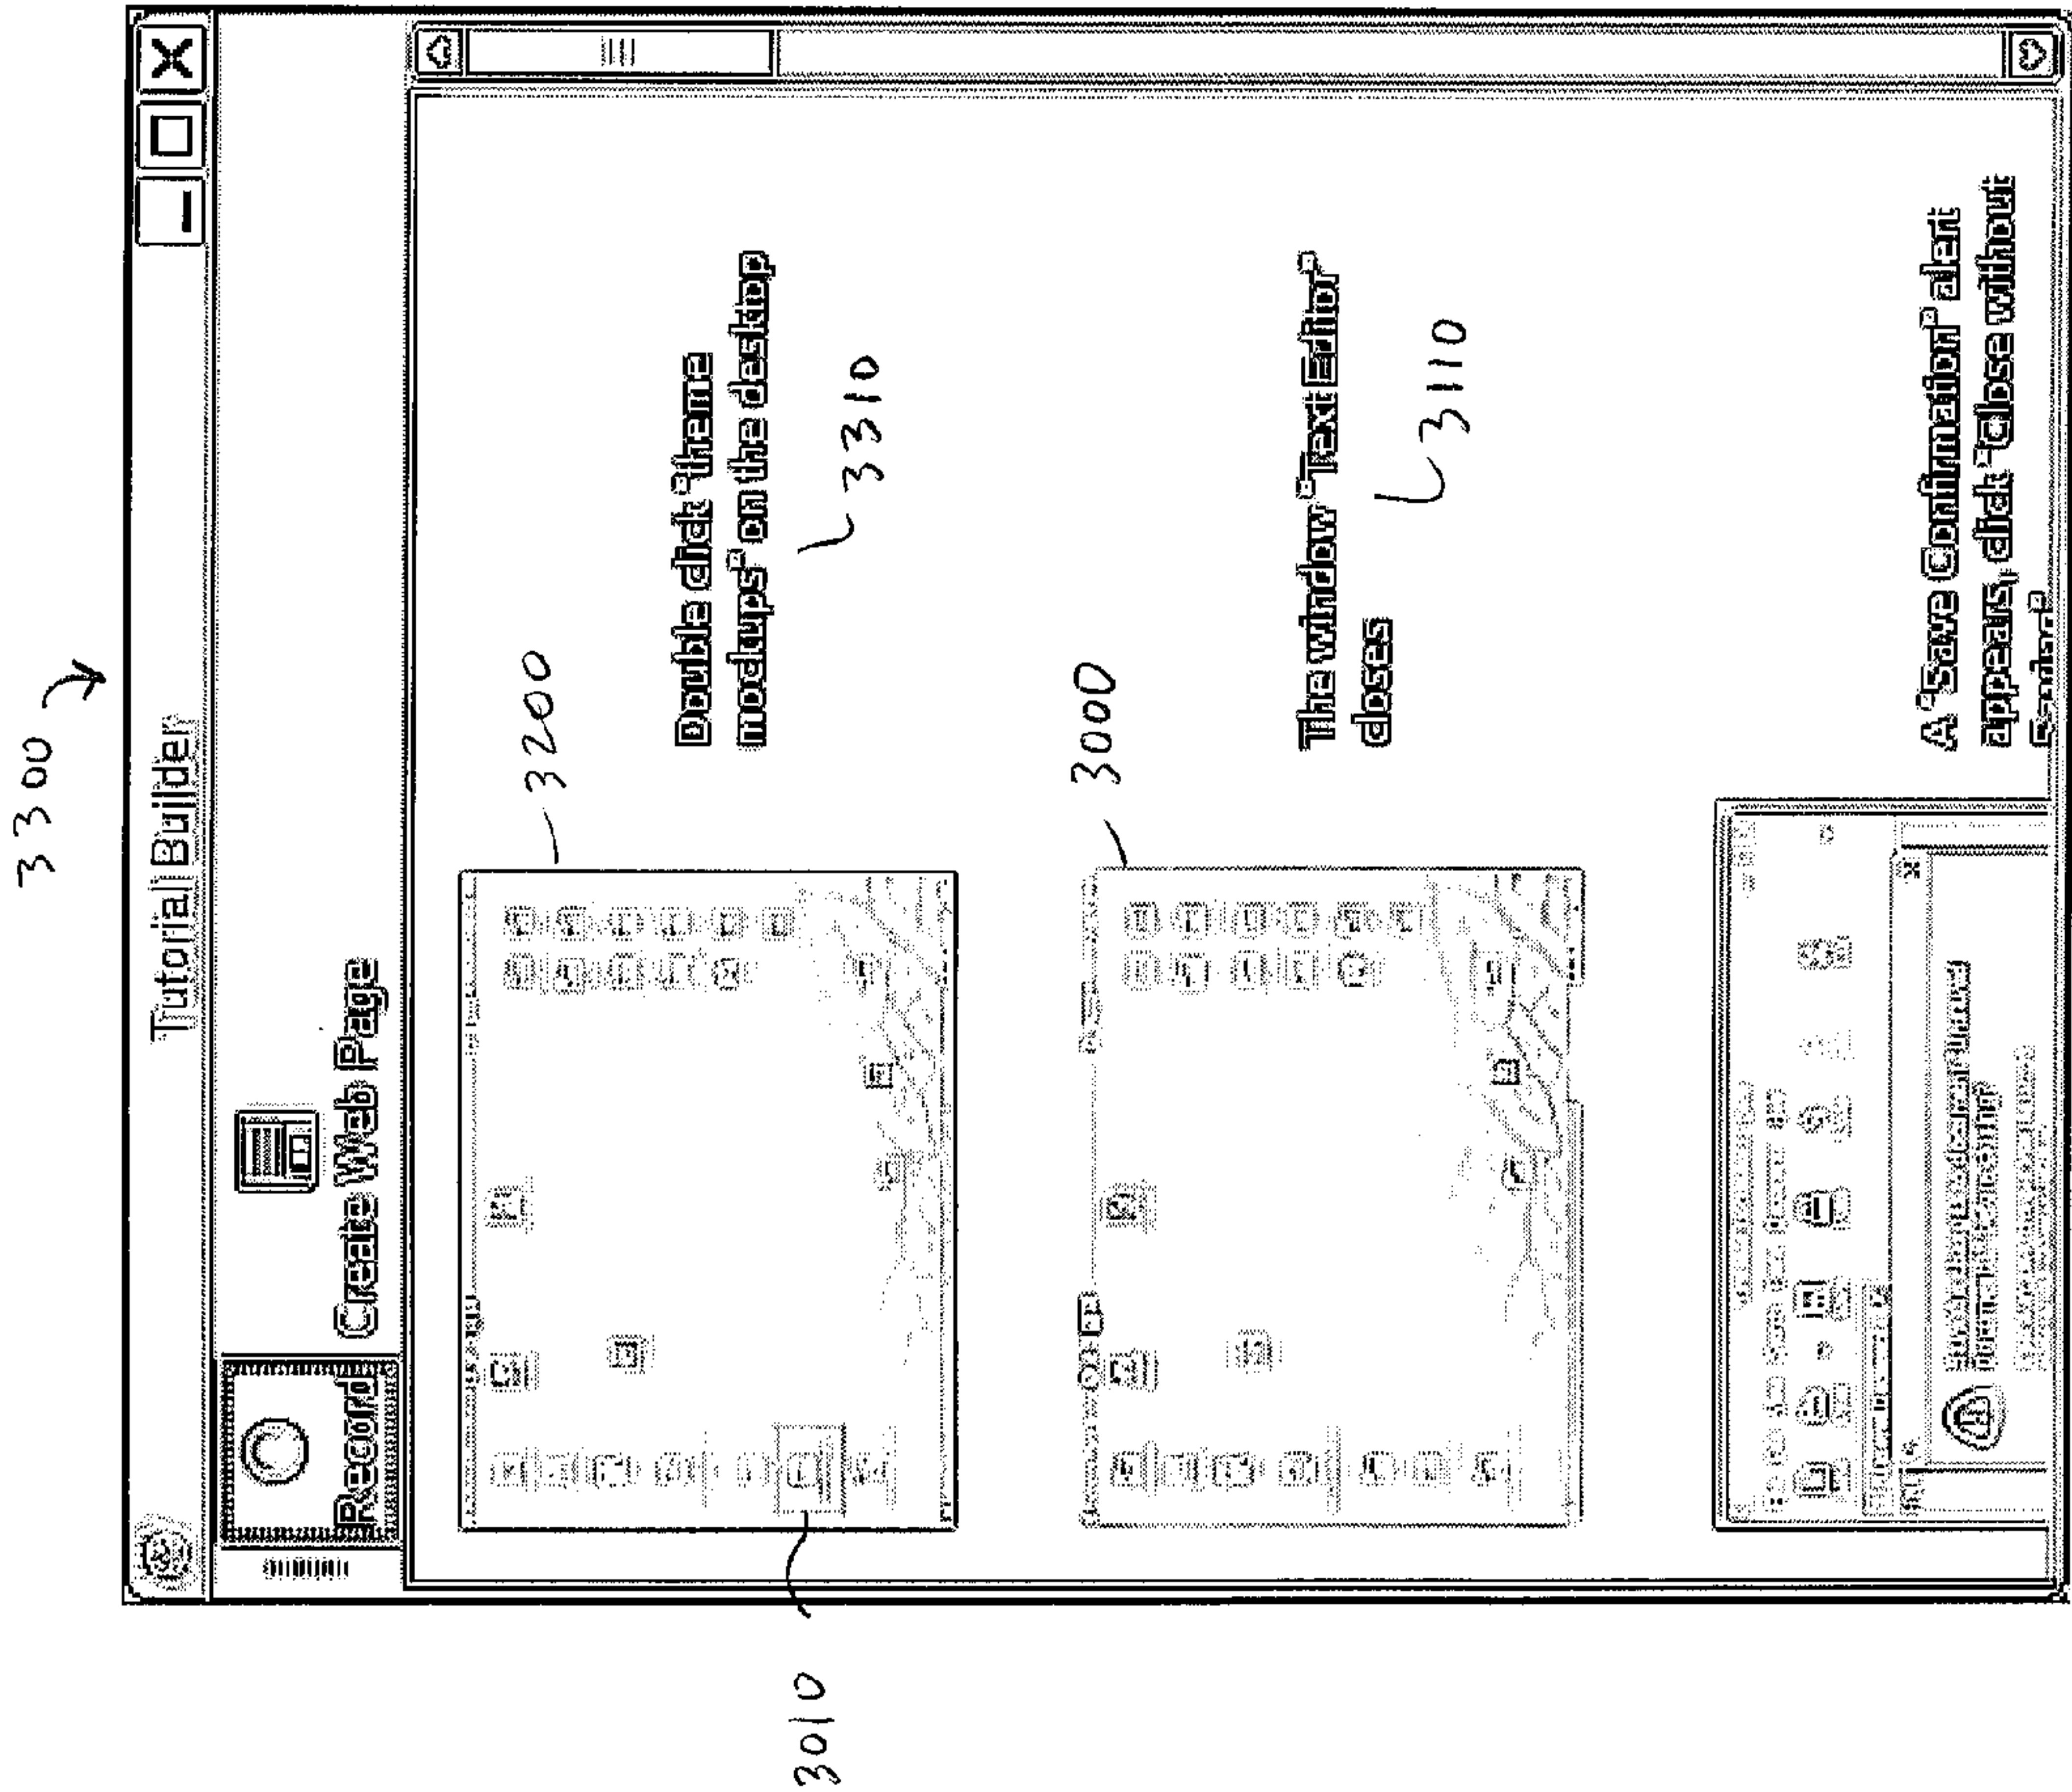 3300
Tutorial Builder
Record
Create Web Page
3200
Double click "theme
mockups" on the desktop
3310
3010
3000
The window "Text Editor"
closes
3110
A "Save Confirmation" alert
appears, click "Close without